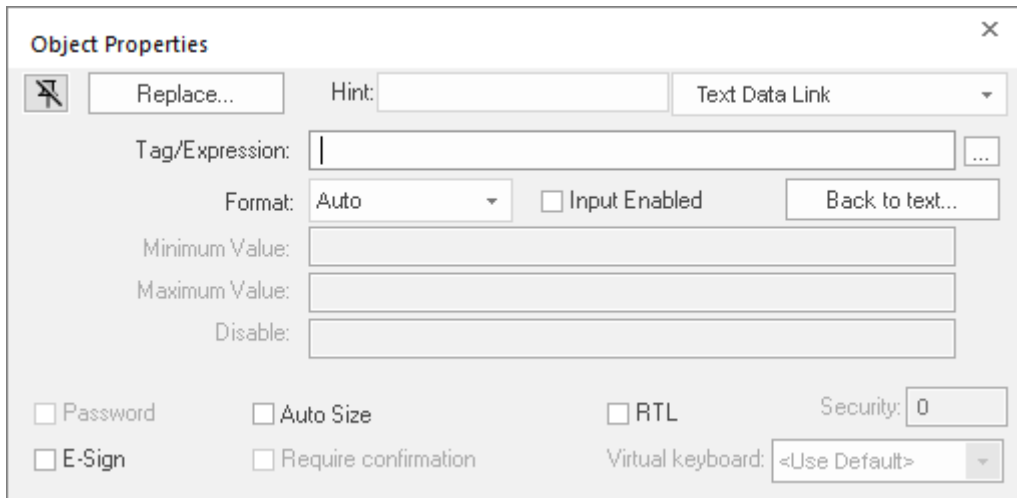 Object Properties
Replace... Hint: Text Data Link
Tag/Expression: ...
Format: Auto Input Enabled Back to text...
Minimum Value:
Maximum Value:
Disable:
Password Auto Size RTL Security: 0
E-Sign Require confirmation Virtual keyboard: <Use Default>